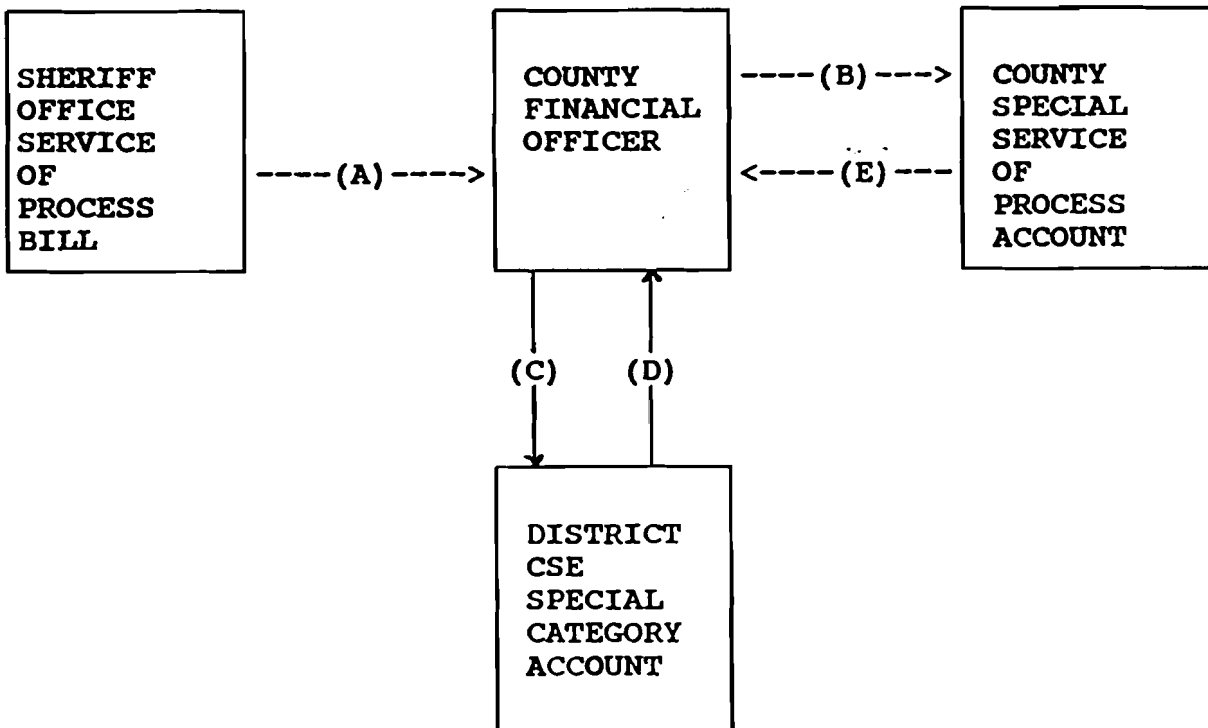 SHERIFF
OFFICE
SERVICE
OF
PROCESS
BILL
-----(A)----->
COUNTY
FINANCIAL
OFFICER
----(B)--->
<----(E)---
COUNTY
SPECIAL
SERVICE
OF
PROCESS
ACCOUNT
(C)
(D)
DISTRICT
CSE
SPECIAL
CATEGORY
ACCOUNT